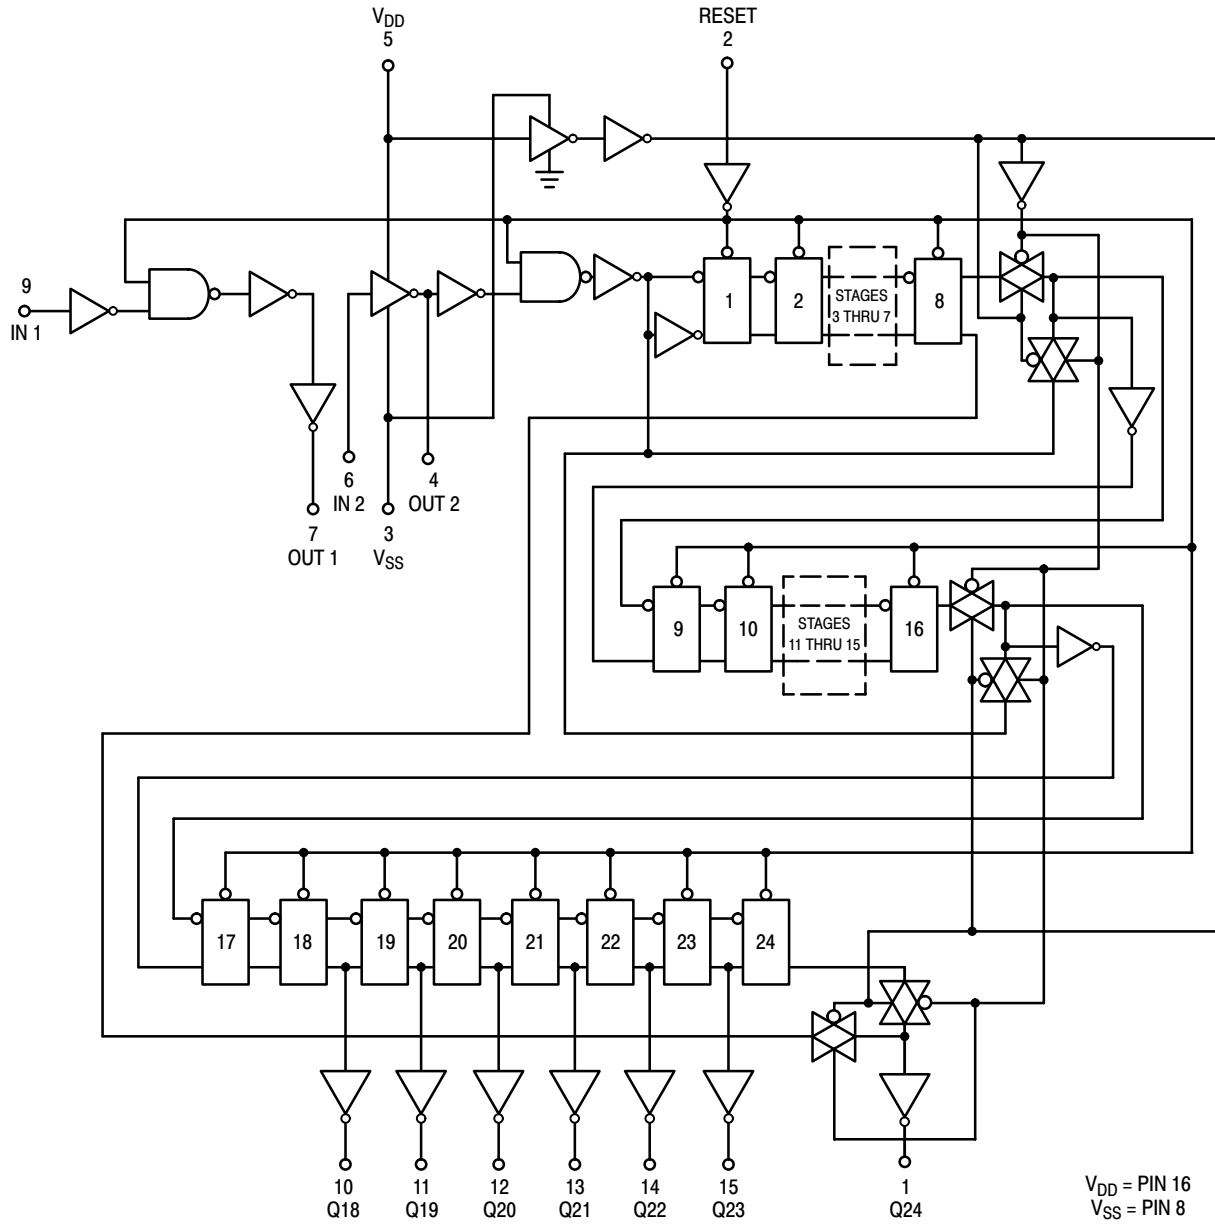 V_DD
5
RESET
2
9
IN 1
1
2
STAGES
3 THRU 7
8
6
IN 2
4
OUT 2
7
OUT 1
3
V_SS
9
10
STAGES
11 THRU 15
16
17
18
19
20
21
22
23
24
10
Q18
11
Q19
12
Q20
13
Q21
14
Q22
15
Q23
1
Q24
V_DD = PIN 16
V_SS = PIN 8